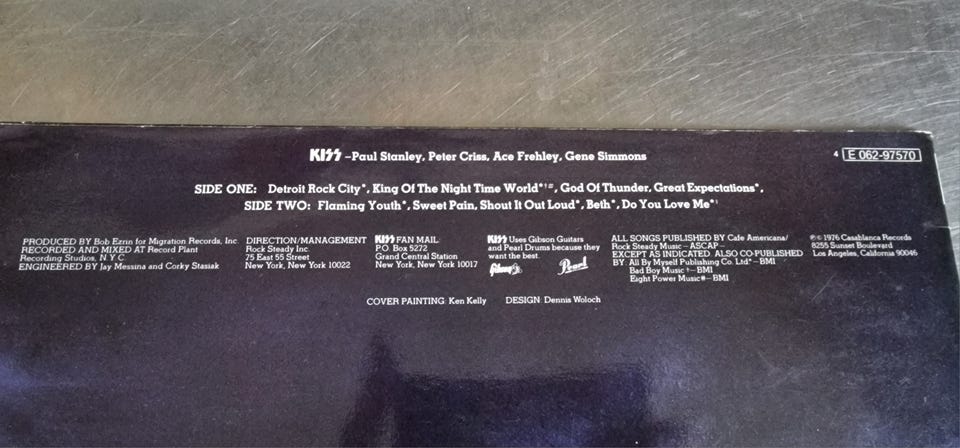 KISS –Paul Stanley, Peter Criss, Ace Frehley, Gene Simmons
4 E 062-97570
SIDE ONE: Detroit Rock City*, King Of The Night Time World*†#, God Of Thunder, Great Expectations*,
SIDE TWO: Flaming Youth*, Sweet Pain, Shout It Out Loud*, Beth*, Do You Love Me*†
PRODUCED BY Bob Ezrin for Migration Records, Inc.
RECORDED AND MIXED AT Record Plant
Recording Studios, N.Y.C
ENGINEERED BY Jay Messina and Corky Stasiak
DIRECTION/MANAGEMENT
Rock Steady Inc.
75 East 55 Street
New York, New York 10022
KISS FAN MAIL
P.O. Box 5272
Grand Central Station
New York, New York 10017
KISS Uses Gibson Guitars
and Pearl Drums because they
want the best.
Gibson Pearl
ALL SONGS PUBLISHED BY Cafe Americana/
Rock Steady Music – ASCAP –
EXCEPT AS INDICATED ALSO CO-PUBLISHED
BY: All By Myself Publishing Co. Ltd* – BMI
Bad Boy Music † – BMI
Eight Power Music# – BMI
℗ © 1976 Casablanca Records
8255 Sunset Boulevard
Los Angeles, California 90046
COVER PAINTING: Ken Kelly DESIGN: Dennis Woloch